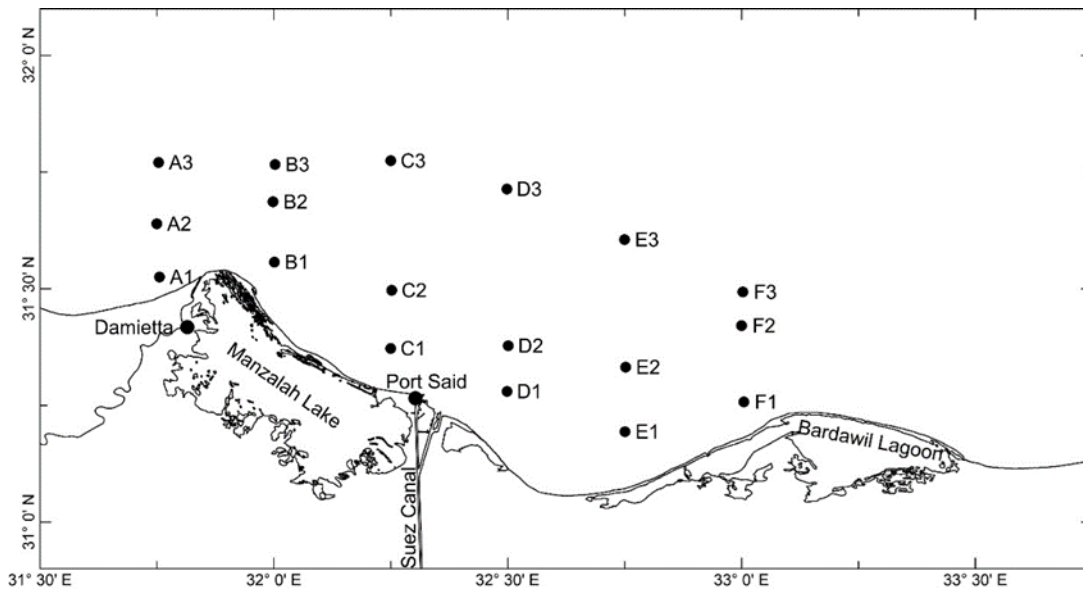 32° 0' N
A3
B3
C3
D3
B2
A2
E3
B1
A1
31° 30' N
C2
F3
Damietta
F2
C1
D2
Manzalah Lake
E2
Port Said
D1
F1
E1
Bardawil Lagoon
Suez Canal
31° 0' N
31° 30' E
32° 0' E
32° 30' E
33° 0' E
33° 30' E